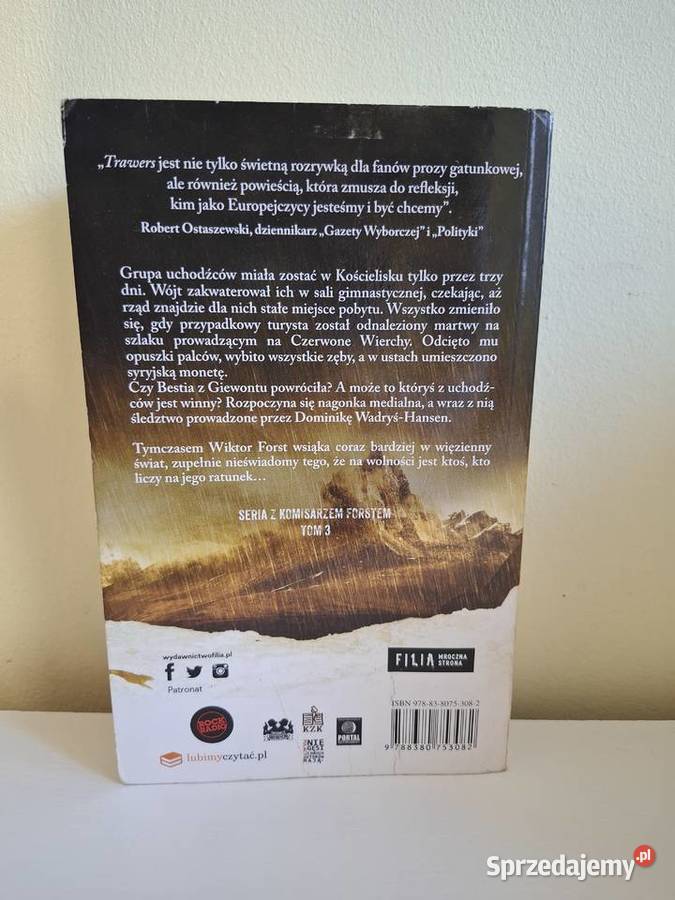 „Trawers jest nie tylko świetną rozrywką dla fanów prozy gatunkowej,
ale również powieścią, która zmusza do refleksji,
kim jako Europejczycy jesteśmy i być chcemy”.
Robert Ostaszewski, dziennikarz „Gazety Wyborczej” i „Polityki”
Grupa uchodźców miała zostać w Kościelisku tylko przez trzy
dni. Wójt zakwaterował ich w sali gimnastycznej, czekając, aż
rząd znajdzie dla nich stałe miejsce pobytu. Wszystko zmieniło
się, gdy przypadkowy turysta został odnaleziony martwy na
szlaku prowadzącym na Czerwone Wierchy. Odcięto mu
opuszki palców, wybito wszystkie zęby, a w ustach umieszczono
syryjską monetę.
Czy Bestia z Giewontu powróciła? A może to któryś z uchodź-
ców jest winny? Rozpoczyna się nagonka medialna, a wraz z nią
śledztwo prowadzone przez Dominikę Wadryś-Hansen.
Tymczasem Wiktor Forst wsiąka coraz bardziej w więzienny
świat, zupełnie nieświadomy tego, że na wolności jest ktoś, kto
liczy na jego ratunek…
SERIA Z KOMISARZEM FORSTEM
TOM 3
wydawnictwofilia.pl
Patronat
FILIA MROCZNA STRONA
ISBN 978-83-8075-308-2
9 788380 753082
ROCK RADIO
KZK
PORTAL
lubimyczytać.pl
Sprzedajemy.pl